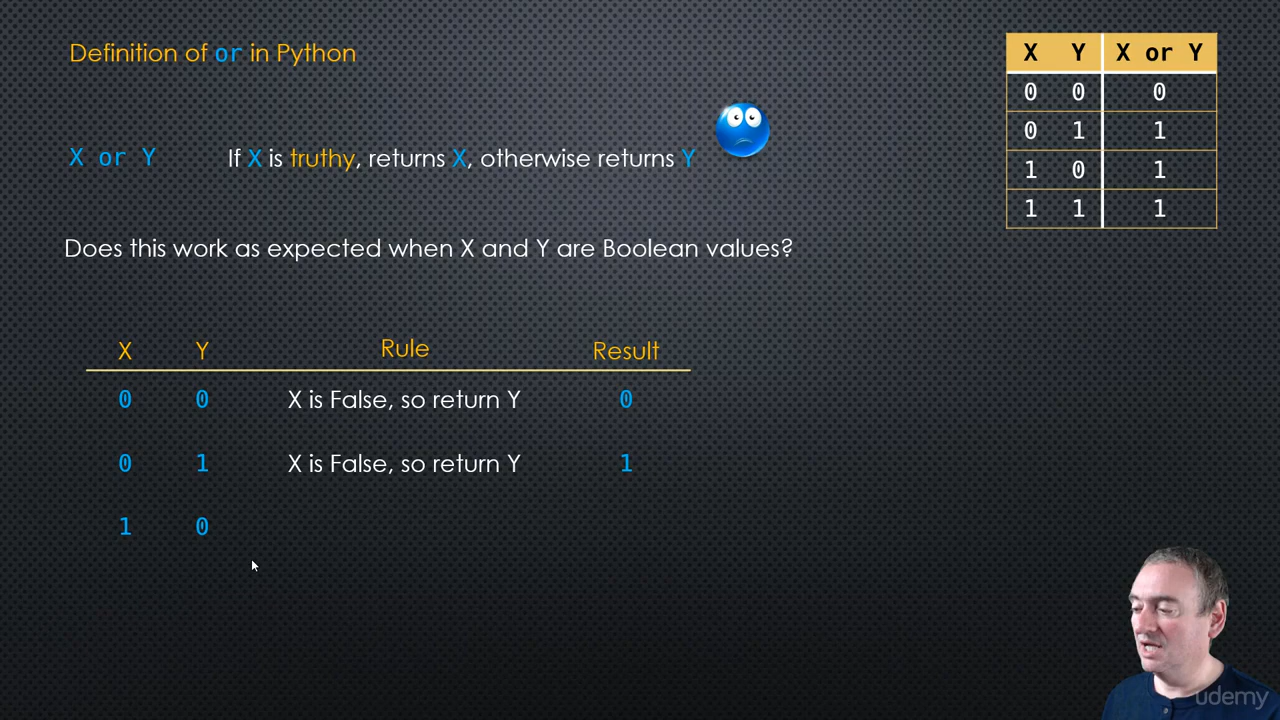 Definition of or in Python
X Y X or Y
0 0 0
0 1 1
1 0 1
1 1 1
X or Y If X is truthy, returns X, otherwise returns Y
Does this work as expected when X and Y are Boolean values?
X Y Rule Result
0 0 X is False, so return Y 0
0 1 X is False, so return Y 1
1 0
udemy